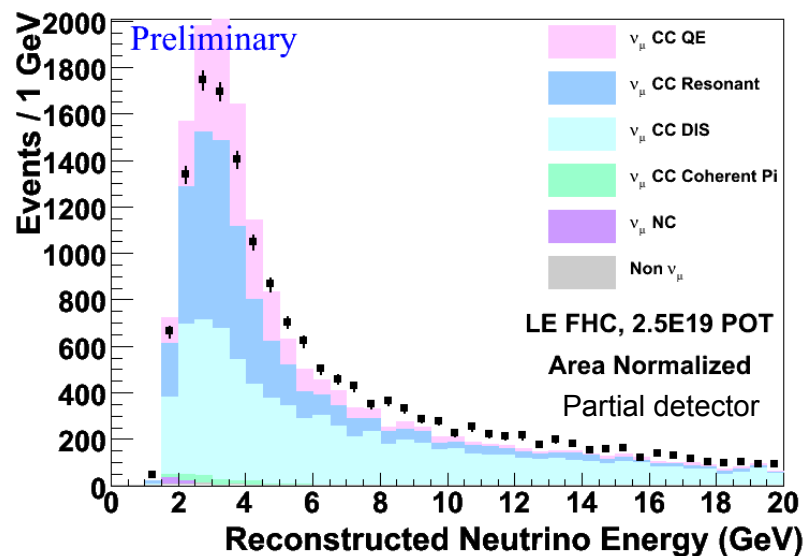 Preliminary
ν_μ CC QE
ν_μ CC Resonant
ν_μ CC DIS
ν_μ CC Coherent Pi
ν_μ NC
Non ν_μ
LE FHC, 2.5E19 POT
Area Normalized
Partial detector
Events / 1 GeV
2000
1800
1600
1400
1200
1000
800
600
400
200
0
0 2 4 6 8 10 12 14 16 18 20
Reconstructed Neutrino Energy (GeV)